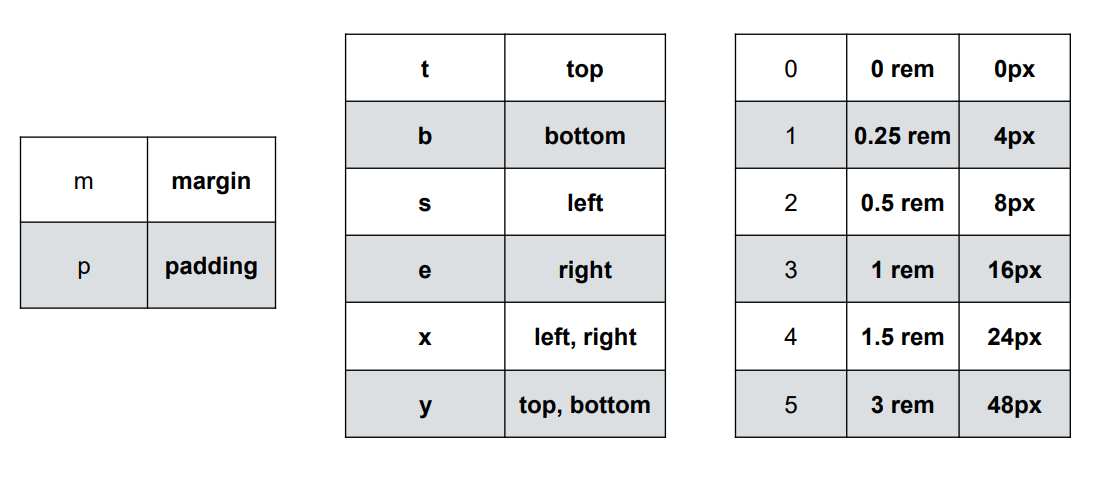 m margin
p padding
t top
b bottom
s left
e right
x left, right
y top, bottom
0 0 rem 0px
1 0.25 rem 4px
2 0.5 rem 8px
3 1 rem 16px
4 1.5 rem 24px
5 3 rem 48px